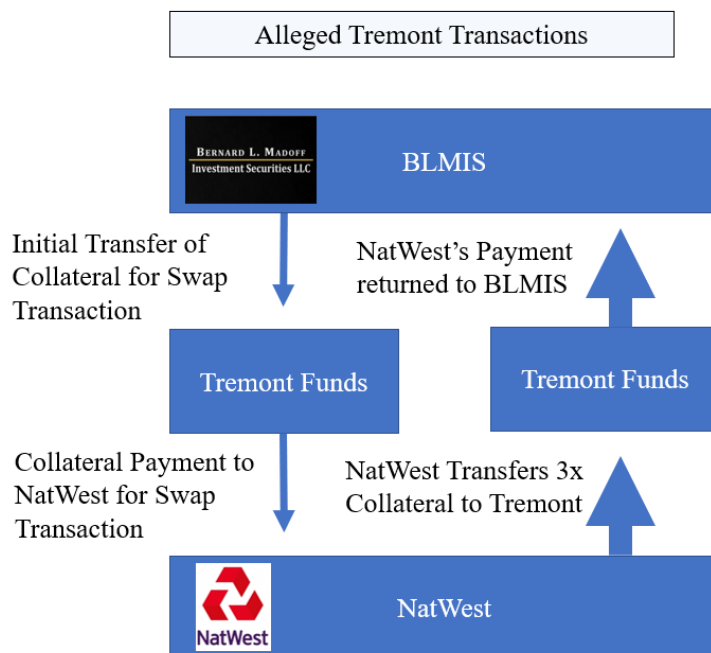 Alleged Tremont Transactions
BERNARD L. MADOFF
Investment Securities LLC
BLMIS
Initial Transfer of
Collateral for Swap
Transaction
NatWest’s Payment
returned to BLMIS
Tremont Funds
Tremont Funds
Collateral Payment to
NatWest for Swap
Transaction
NatWest Transfers 3x
Collateral to Tremont
NatWest
NatWest